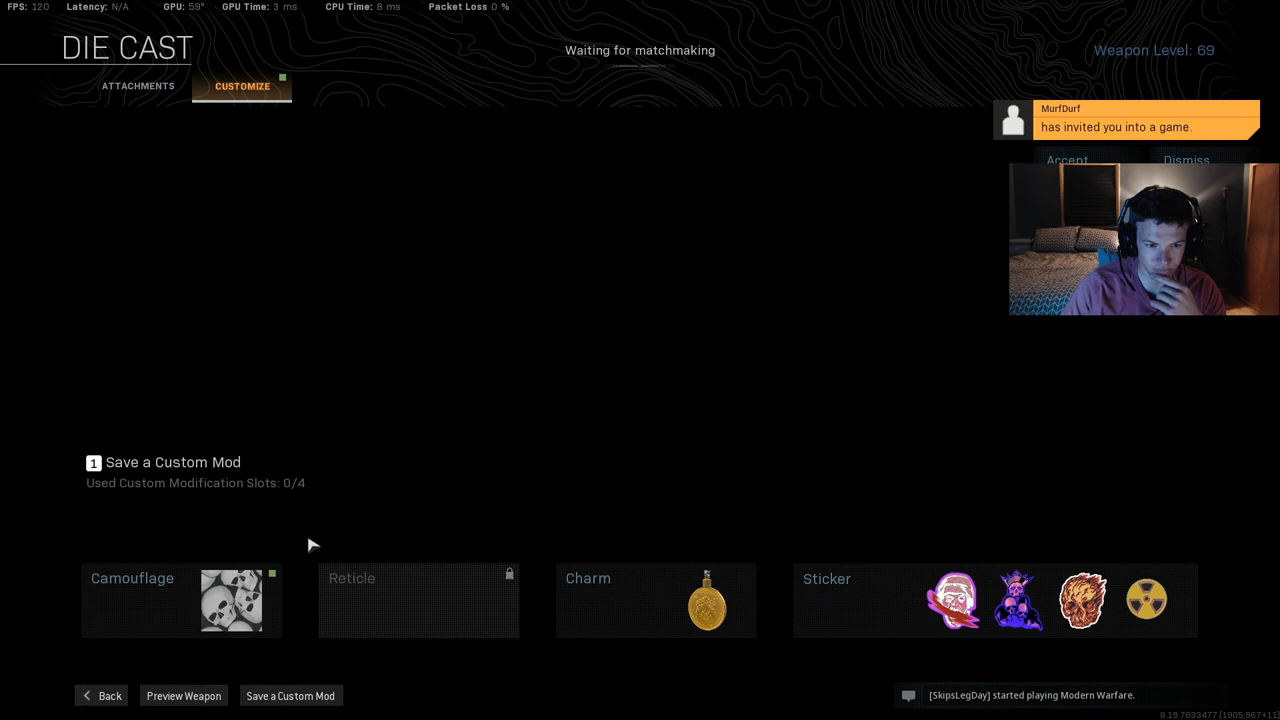 FPS: 120 Latency: N/A GPU: 59° GPU Time: 3 ms CPU Time: 8 ms Packet Loss 0 %
DIE CAST
Waiting for matchmaking
Weapon Level: 69
ATTACHMENTS
CUSTOMIZE
MurfDurf
has invited you into a game.
Accept
Dismiss
1 Save a Custom Mod
Used Custom Modification Slots: 0/4
Camouflage
Reticle
Charm
Sticker
Back
Preview Weapon
Save a Custom Mod
[SkipsLegDay] started playing Modern Warfare.